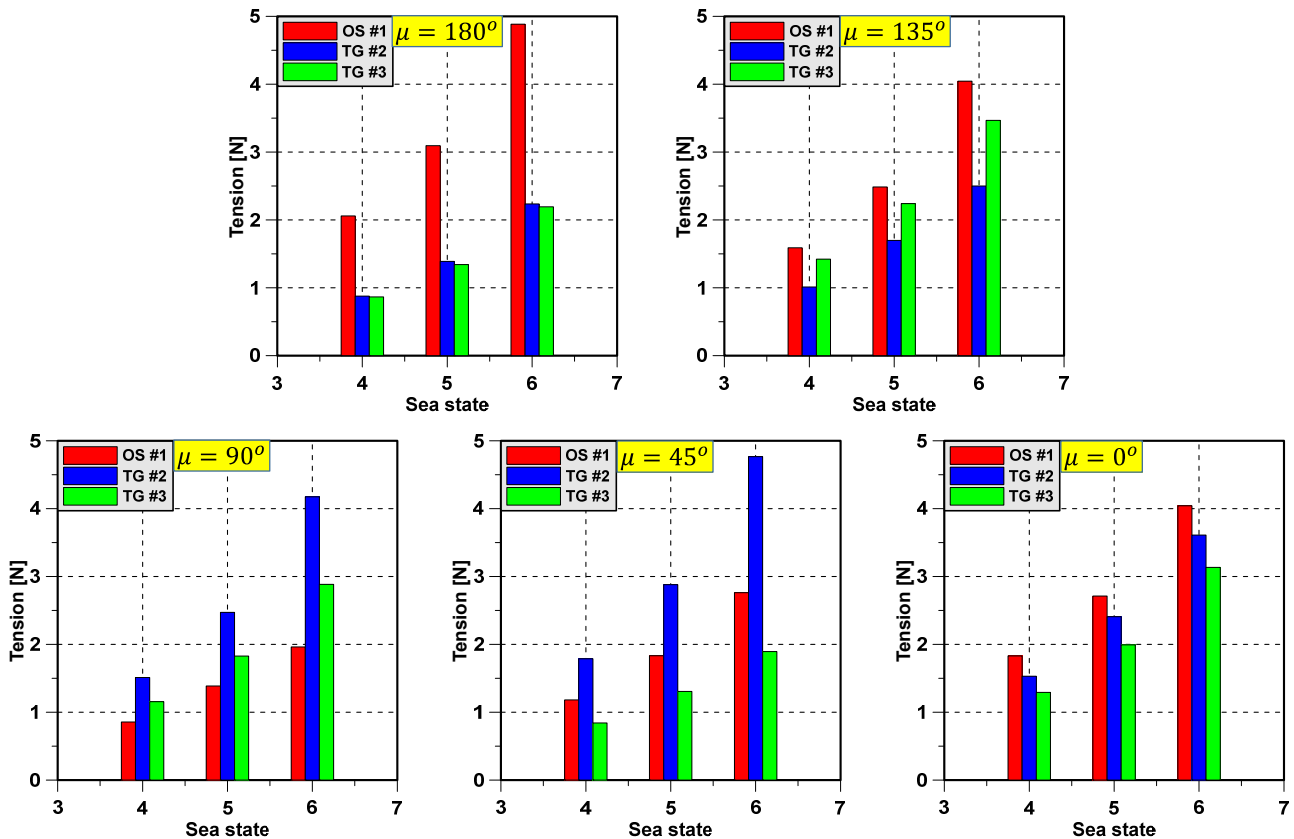 OS #1
TG #2
TG #3
μ = 180°
Tension [N]
5
4
3
2
1
0
3 4 5 6 7
Sea state
OS #1
TG #2
TG #3
μ = 135°
Tension [N]
5
4
3
2
1
0
3 4 5 6 7
Sea state
OS #1
TG #2
TG #3
μ = 90°
Tension [N]
5
4
3
2
1
0
3 4 5 6 7
Sea state
OS #1
TG #2
TG #3
μ = 45°
Tension [N]
5
4
3
2
1
0
3 4 5 6 7
Sea state
OS #1
TG #2
TG #3
μ = 0°
Tension [N]
5
4
3
2
1
0
3 4 5 6 7
Sea state